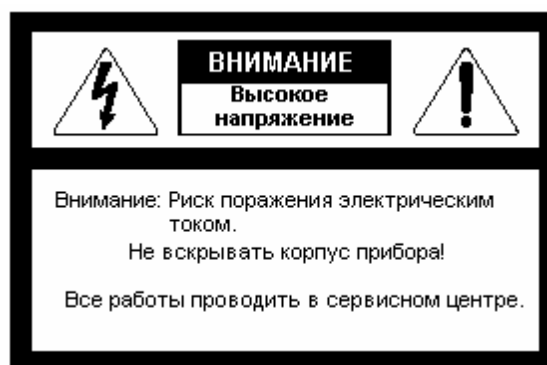 ВНИМАНИЕ
Высокое
напряжение
Внимание: Риск поражения электрическим
током.
Не вскрывать корпус прибора!
Все работы проводить в сервисном центре.